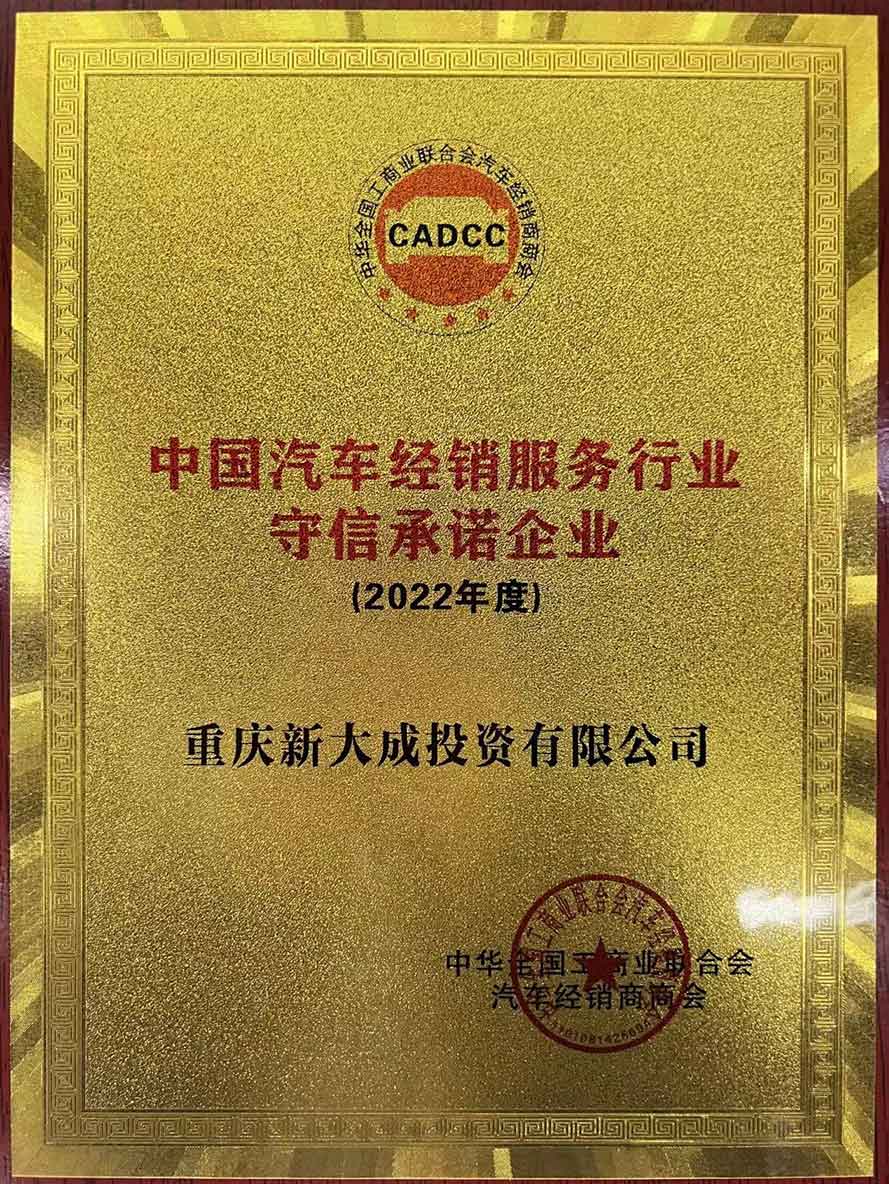 中华全国工商业联合会汽车经销商商会
CADCC
中国汽车经销服务行业
守信承诺企业
(2022年度)
重庆新大成投资有限公司
中华全国工商业联合会
汽车经销商商会